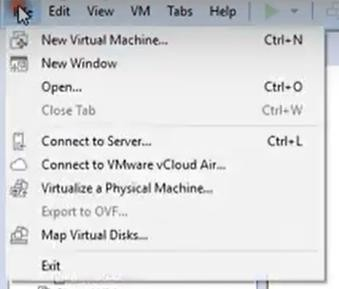 Edit View VM Tabs Help
New Virtual Machine... Ctrl+N
New Window
Open... Ctrl+O
Close Tab Ctrl+W
Connect to Server... Ctrl+L
Connect to VMware vCloud Air...
Virtualize a Physical Machine...
Export to OVF...
Map Virtual Disks...
Exit